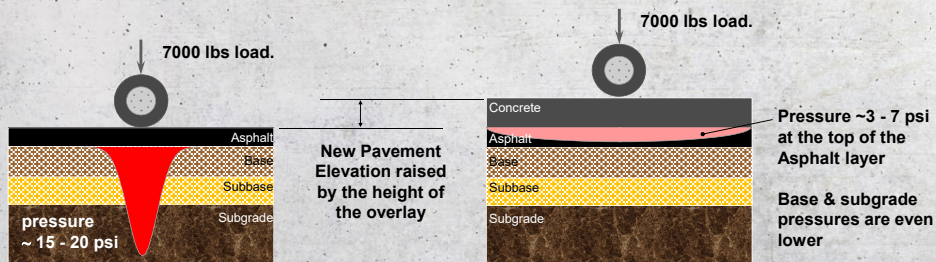 7000 lbs load.
Asphalt
Base
Subbase
Subgrade
pressure
~ 15 - 20 psi
New Pavement
Elevation raised
by the height of
the overlay
7000 lbs load.
Concrete
Asphalt
Base
Subbase
Subgrade
Pressure ~3 - 7 psi
at the top of the
Asphalt layer
Base & subgrade
pressures are even
lower